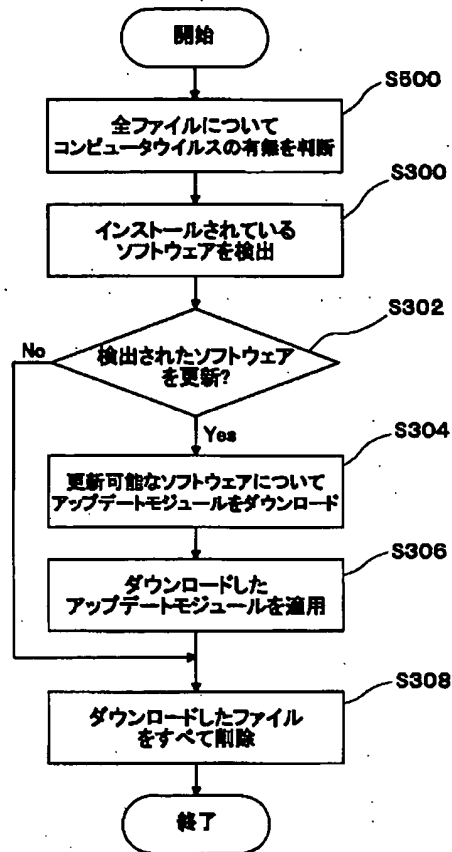 開始
S500
全ファイルについて
コンピュータウイルスの有無を判断
S300
インストールされている
ソフトウェアを検出
S302
検出されたソフトウェア
を更新?
No
Yes
S304
更新可能なソフトウェアについて
アップデートモジュールをダウンロード
S306
ダウンロードした
アップデートモジュールを適用
S308
ダウンロードしたファイル
をすべて削除
終了